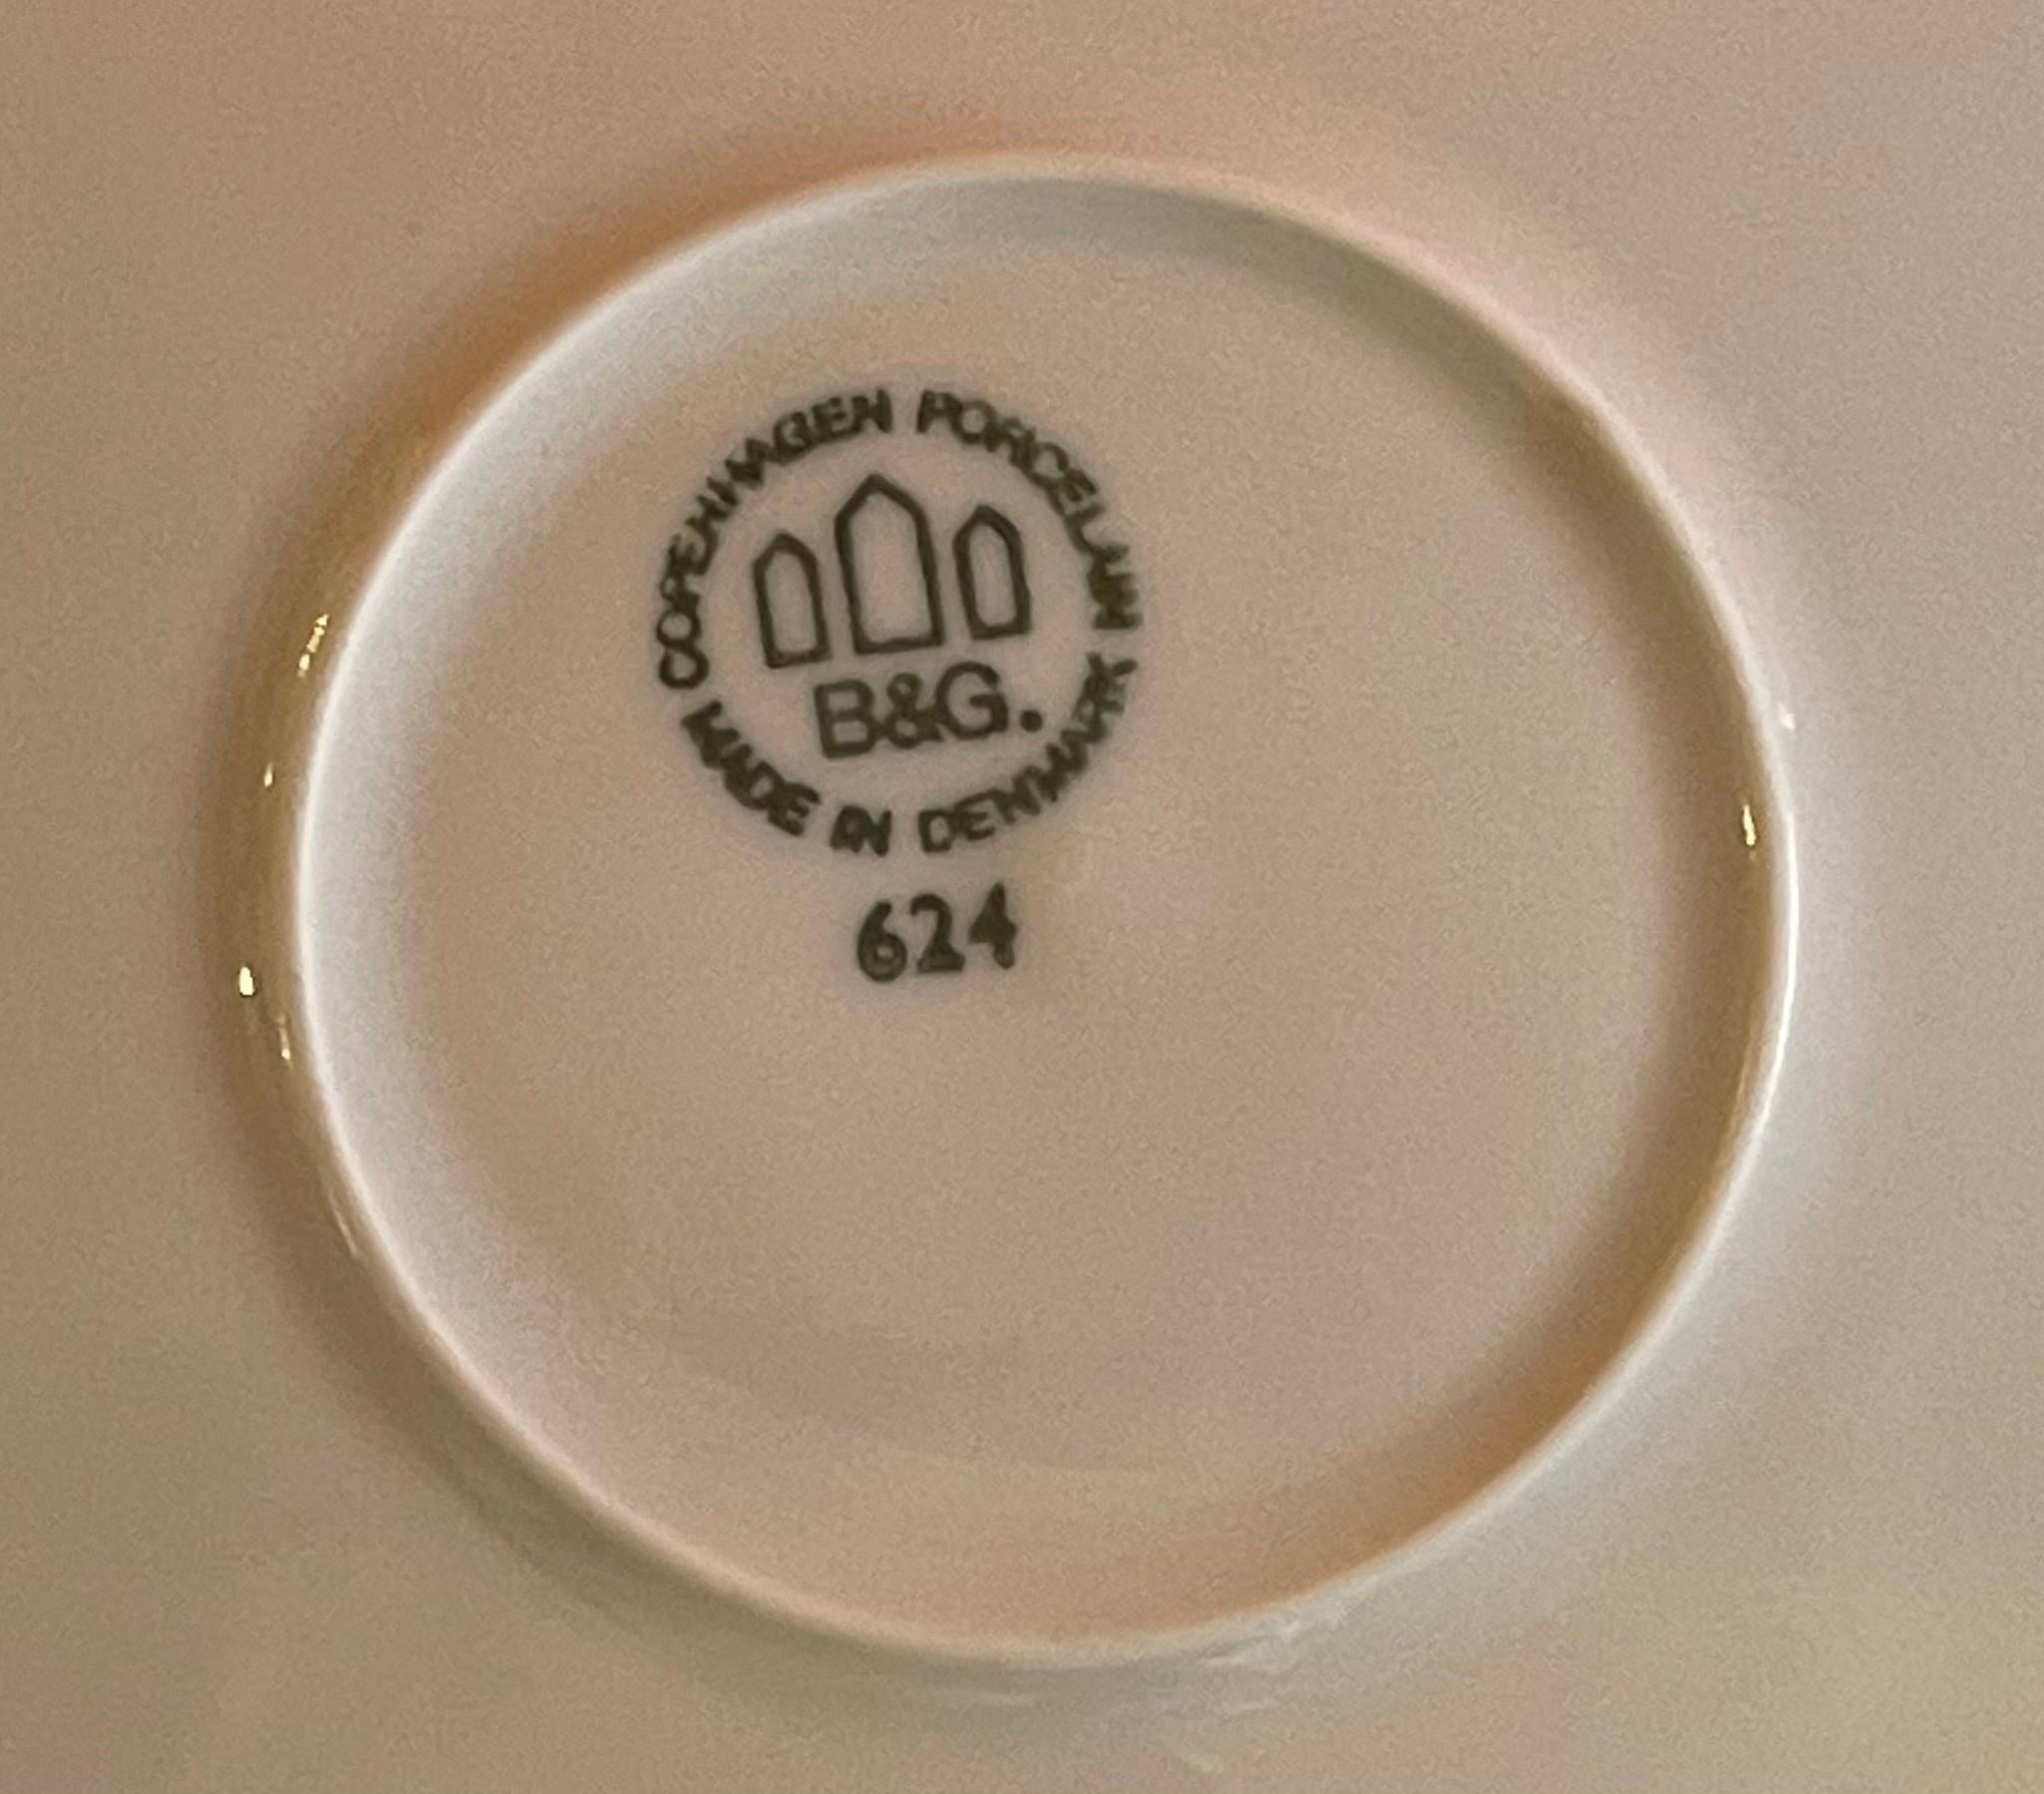 COPENHAGEN PORCELAIN
B&G.
MADE IN DENMARK
624